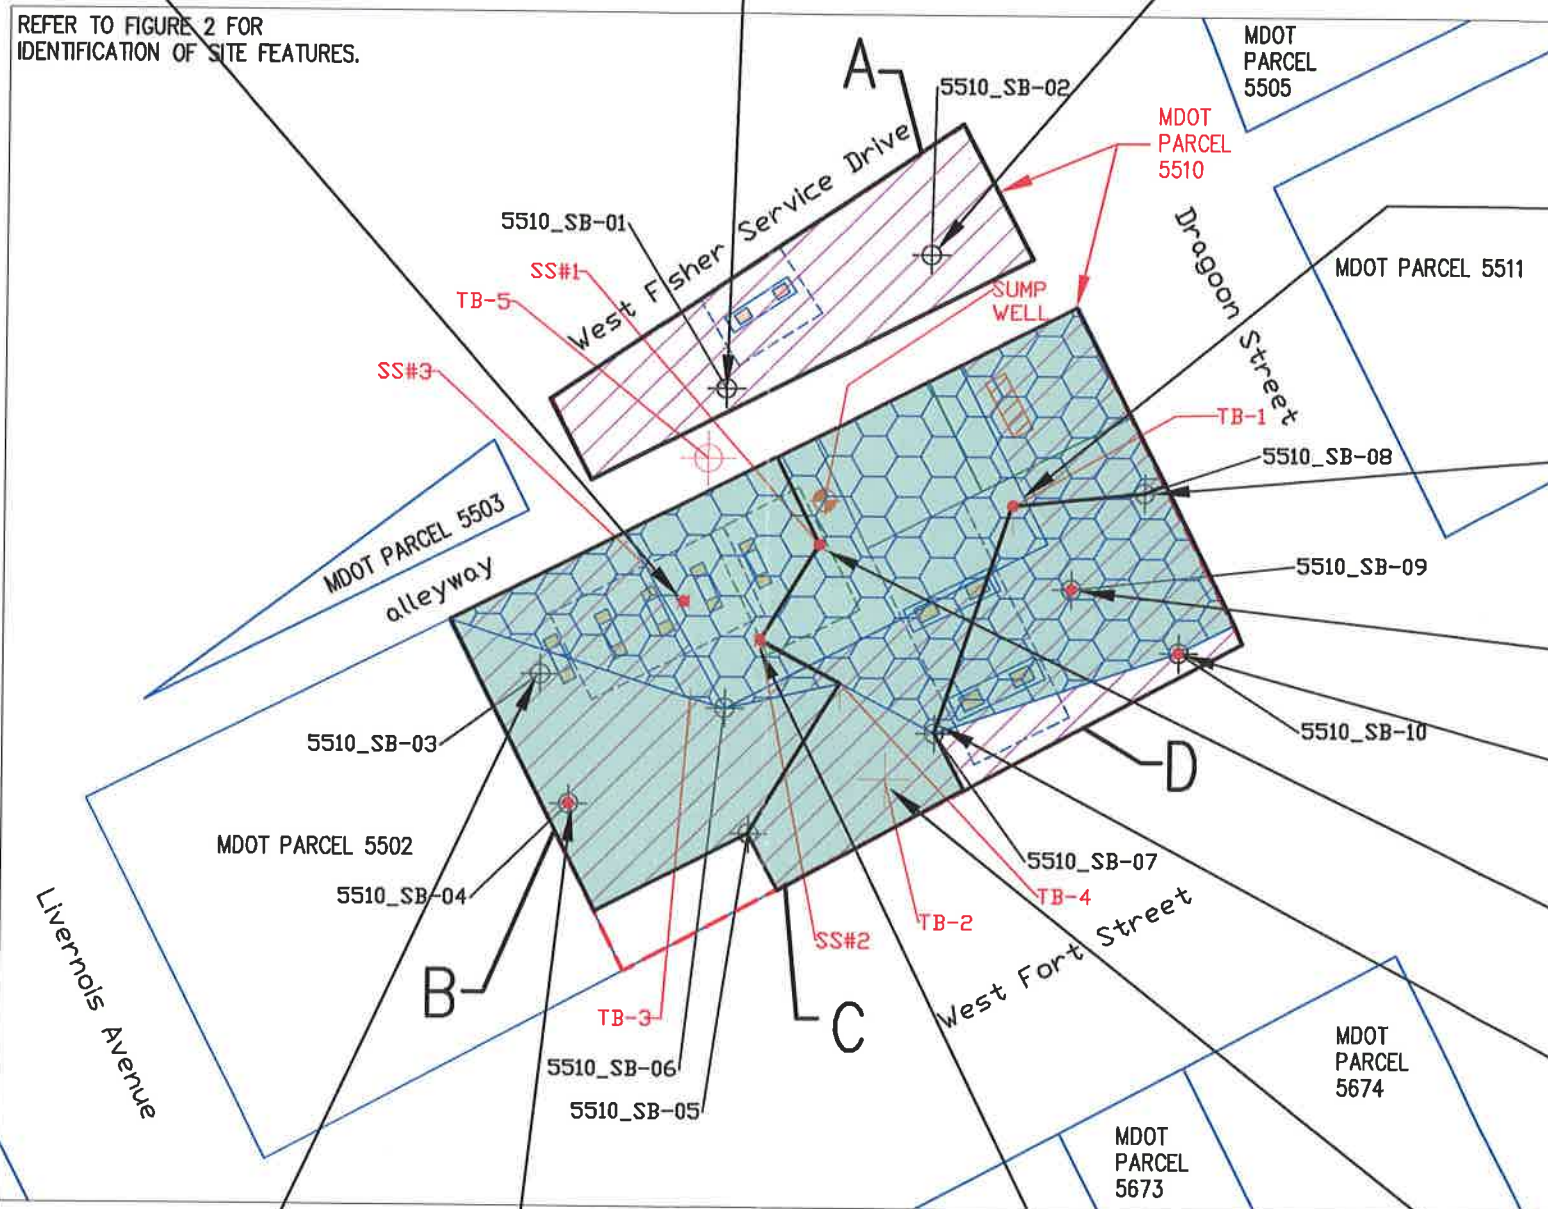 REFER TO FIGURE 2 FOR
IDENTIFICATION OF SITE FEATURES.
MDOT
PARCEL
5505
A
5510_SB-02
MDOT
PARCEL
5510
West Fisher Service Drive
5510_SB-01
SS#1
TB-5
SUMP
WELL
Dragoon Street
MDOT PARCEL 5511
SS#3
TB-1
5510_SB-08
MDOT PARCEL 5503
alleyway
5510_SB-09
5510_SB-03
5510_SB-10
D
MDOT PARCEL 5502
5510_SB-04
5510_SB-07
TB-4
TB-2
SS#2
West Fort Street
Livernois Avenue
B
TB-3
C
5510_SB-06
5510_SB-05
MDOT
PARCEL
5674
MDOT
PARCEL
5673